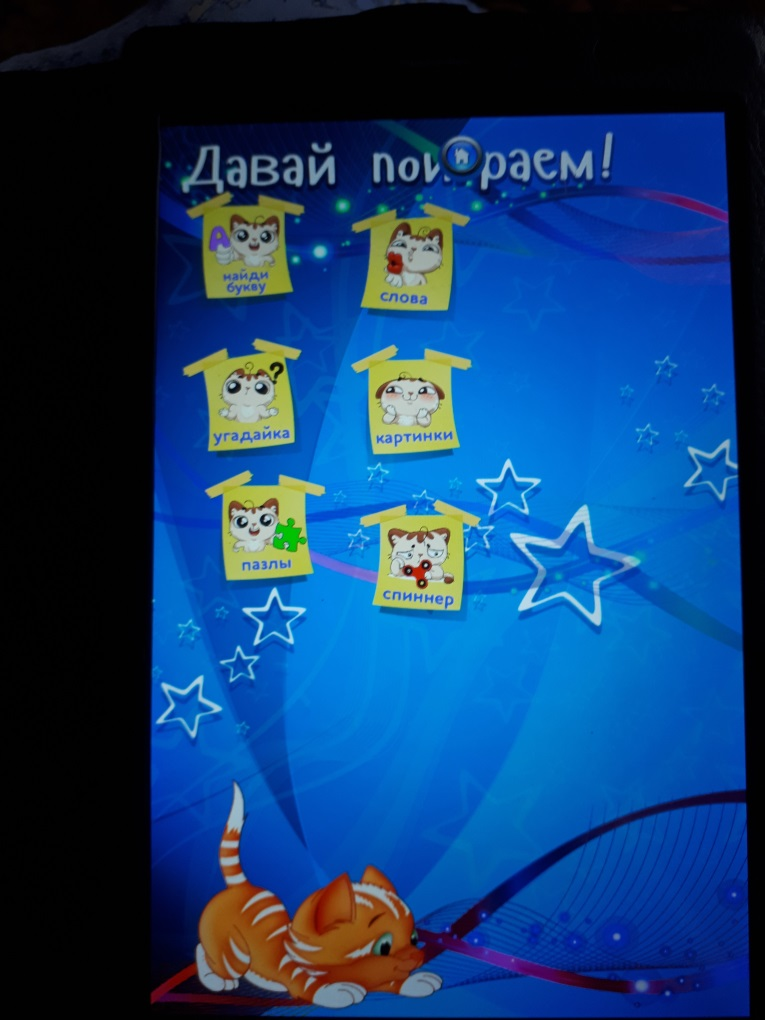 Давай поиграем!
А
найди
букву
слова
?
угадайка
картинки
пазлы
спиннер